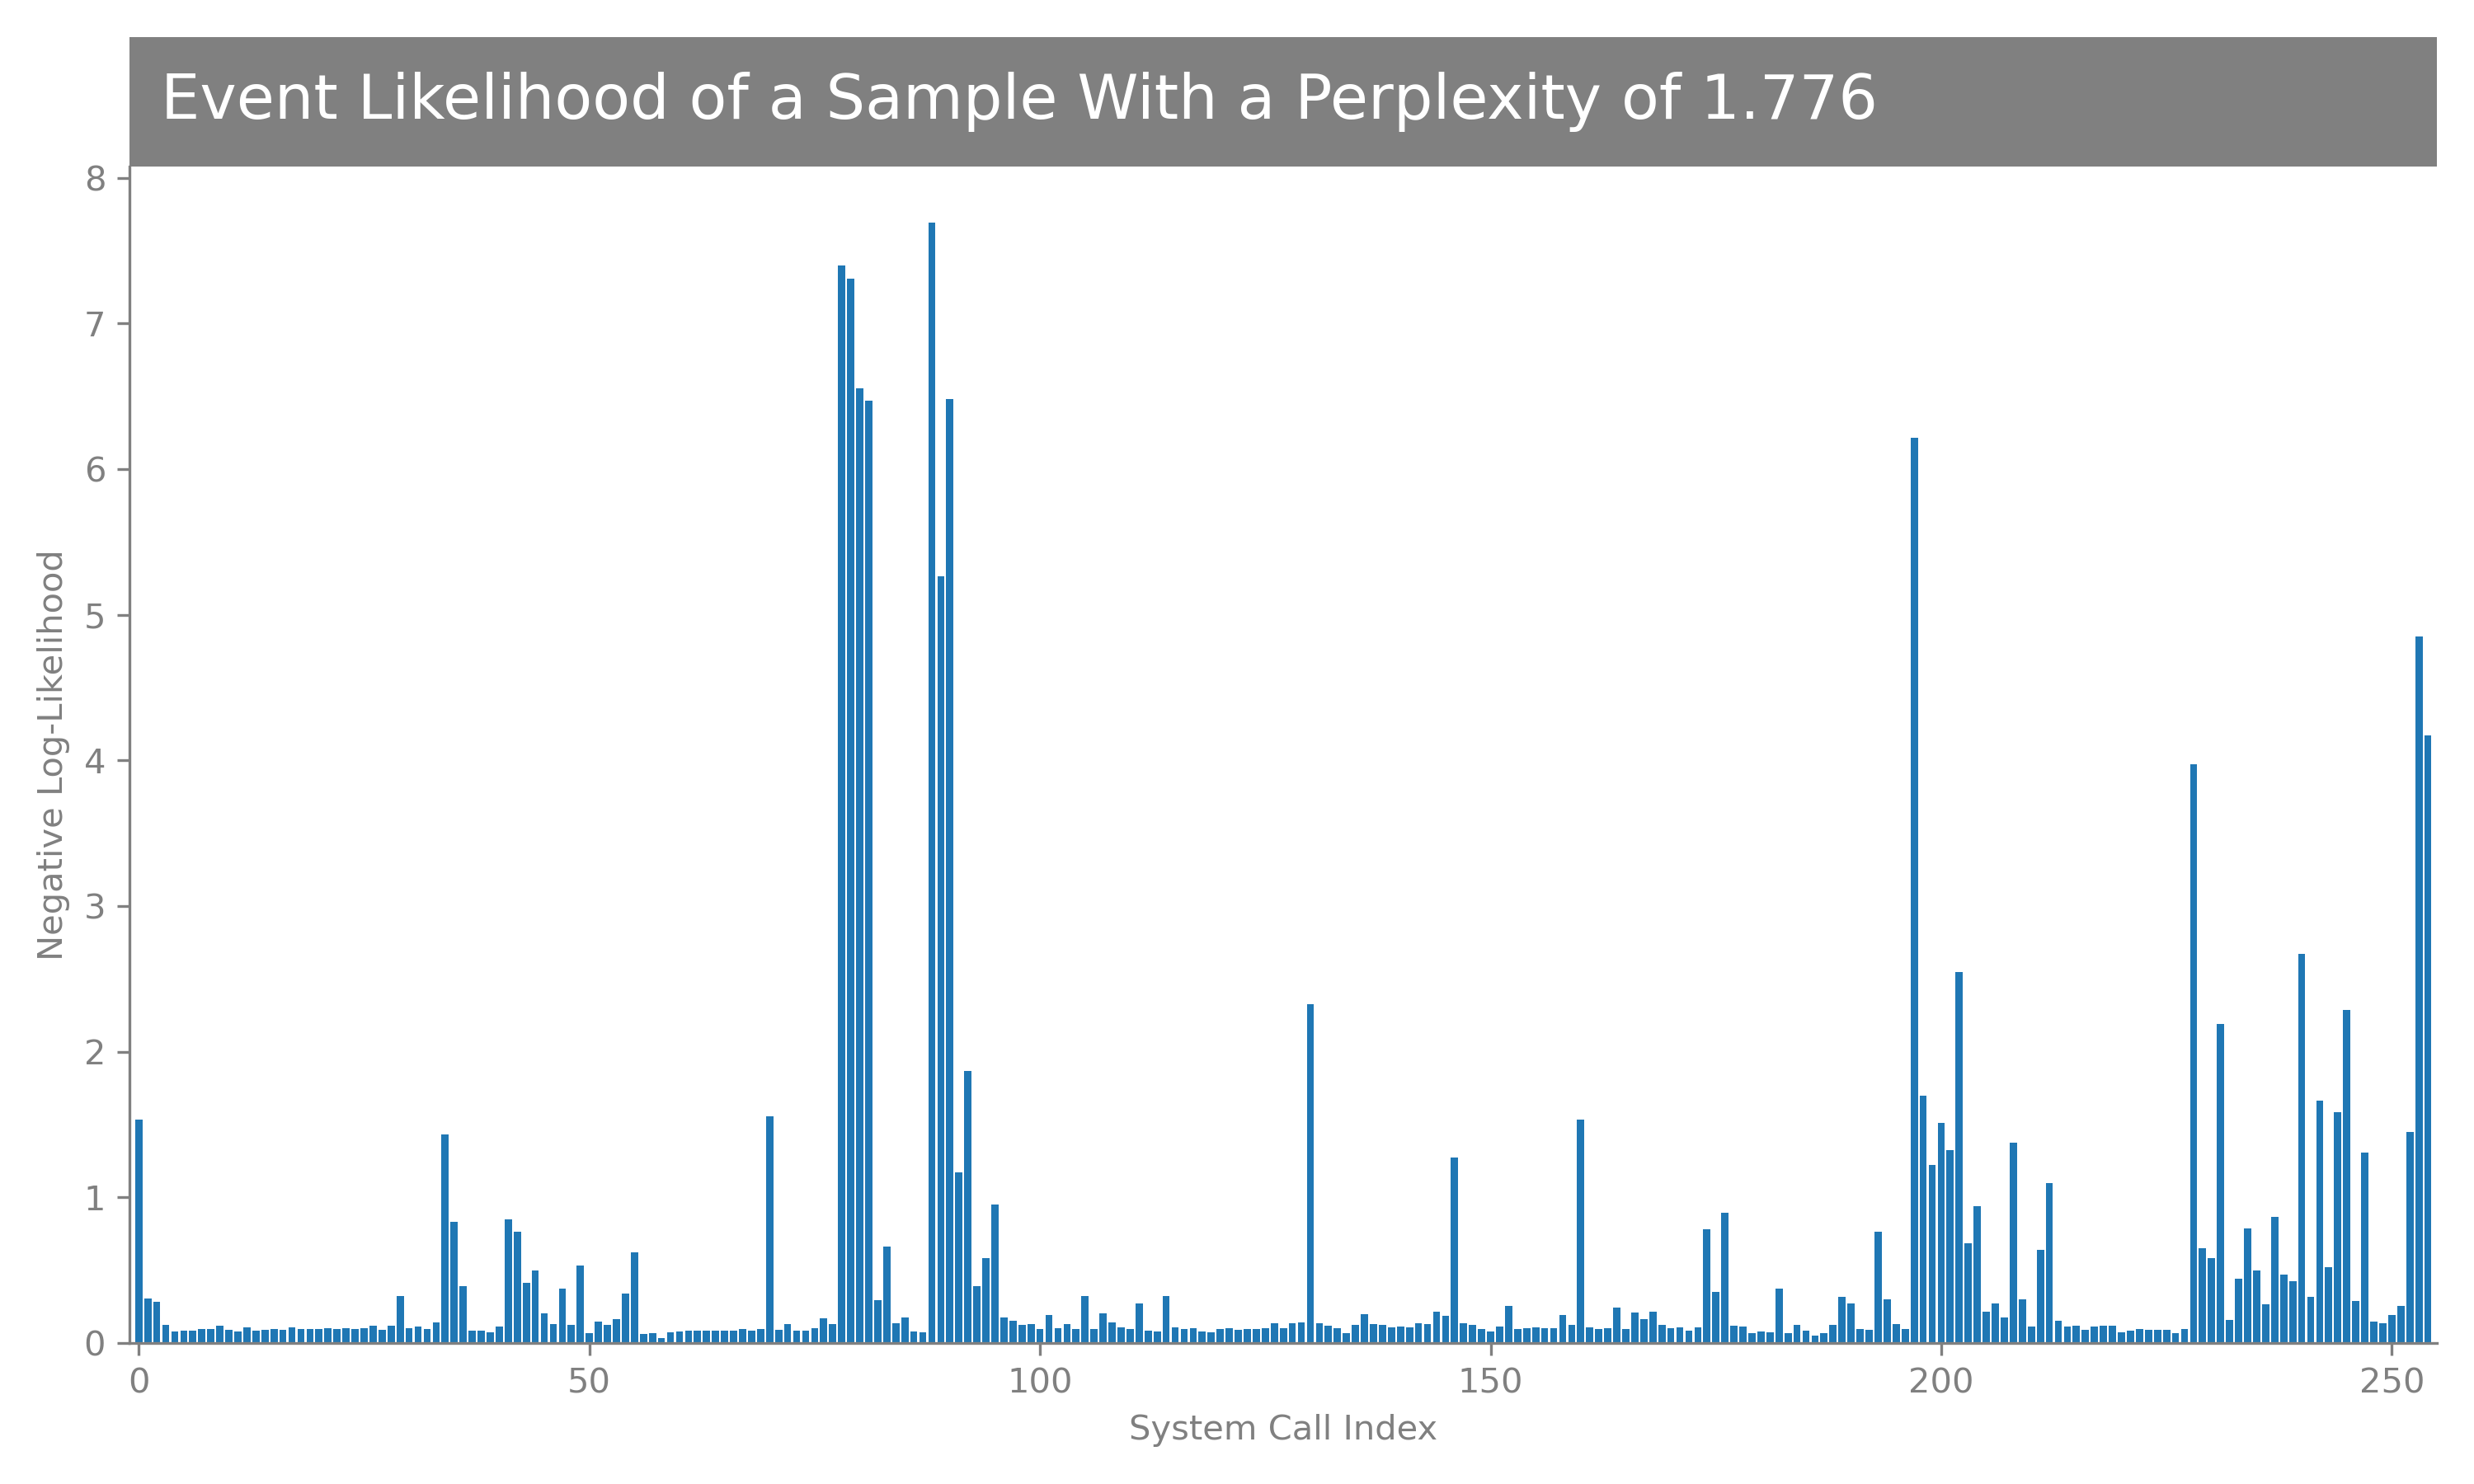 Event Likelihood of a Sample With a Perplexity of 1.776
8
7
6
5
4
3
2
1
0
Negative Log-Likelihood
0 50 100 150 200 250
System Call Index